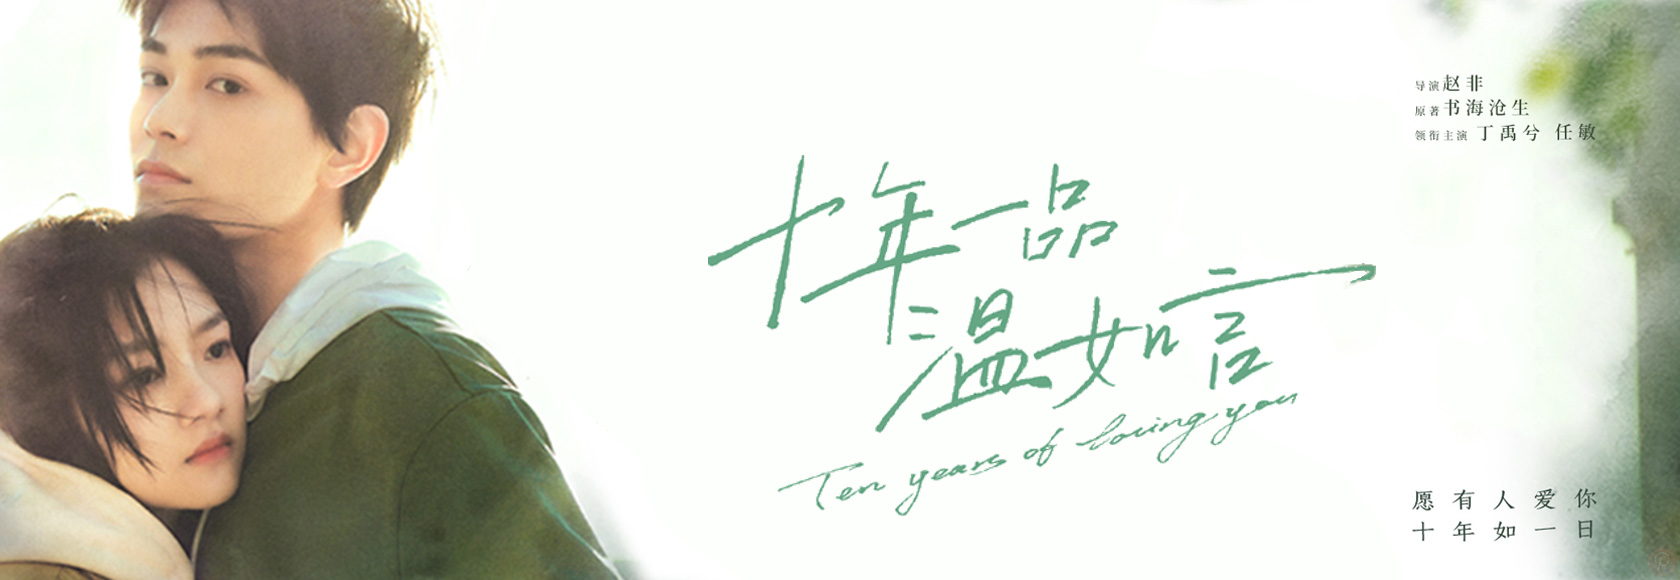 十年一品
温如言
Ten years of loving you
导演 赵非
原著 书海沧生
领衔主演 丁禹兮 任敏
愿有人爱你
十年如一日